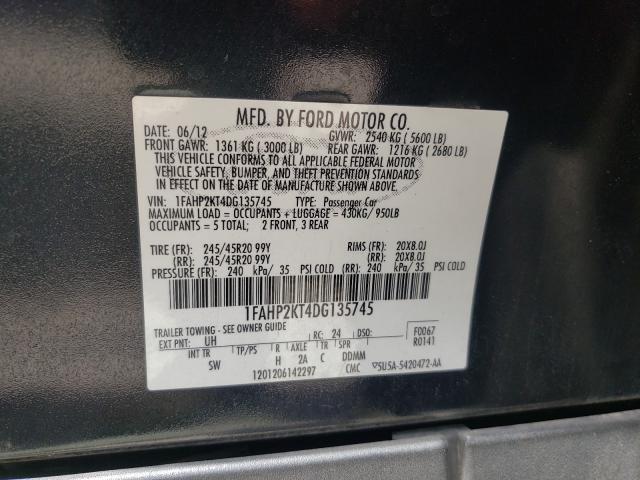 MFD. BY FORD MOTOR CO.
DATE: 06/12 GVWR: 2540 KG (5600 LB)
FRONT GAWR: 1361 KG (3000 LB) REAR GAWR: 1216 KG (2680 LB)
THIS VEHICLE CONFORMS TO ALL APPLICABLE FEDERAL MOTOR
VEHICLE SAFETY, BUMPER, AND THEFT PREVENTION STANDARDS
IN EFFECT ON THE DATE OF MANUFACTURE SHOWN ABOVE.
VIN: 1FAHP2KT4DG135745 TYPE: Passenger Car
MAXIMUM LOAD = OCCUPANTS + LUGGAGE = 430KG/950LB
OCCUPANTS = 5 TOTAL; 2 FRONT, 3 REAR
TIRE (FR): 245/45R20 99Y RIMS (FR): 20X8.0J
(RR): 245/45R20 99Y (RR): 20X8.0J
PRESSURE (FR): 240 kPa/ 35 PSI COLD (RR): 240 kPa/ 35 PSI COLD
1FAHP2KT4DG135745
TRAILER TOWING - SEE OWNER GUIDE
EXT PNT: UH RC: 24 DSO: F0067
R0141
INT TR TP/PS R AXLE TR SPR
SW H 2A C DDMM
1201206142297 CMC ▽5U5A-5420472-AA